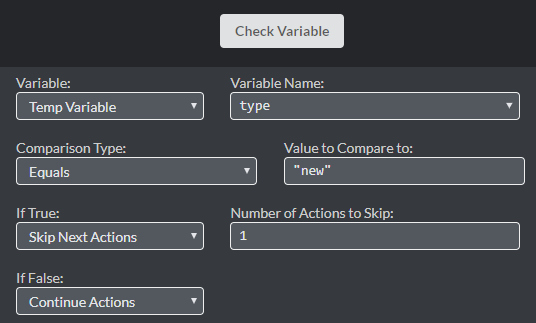 Check Variable
Variable: Variable Name:
Temp Variable type
Comparison Type: Value to Compare to:
Equals "new"
If True: Number of Actions to Skip:
Skip Next Actions 1
If False:
Continue Actions